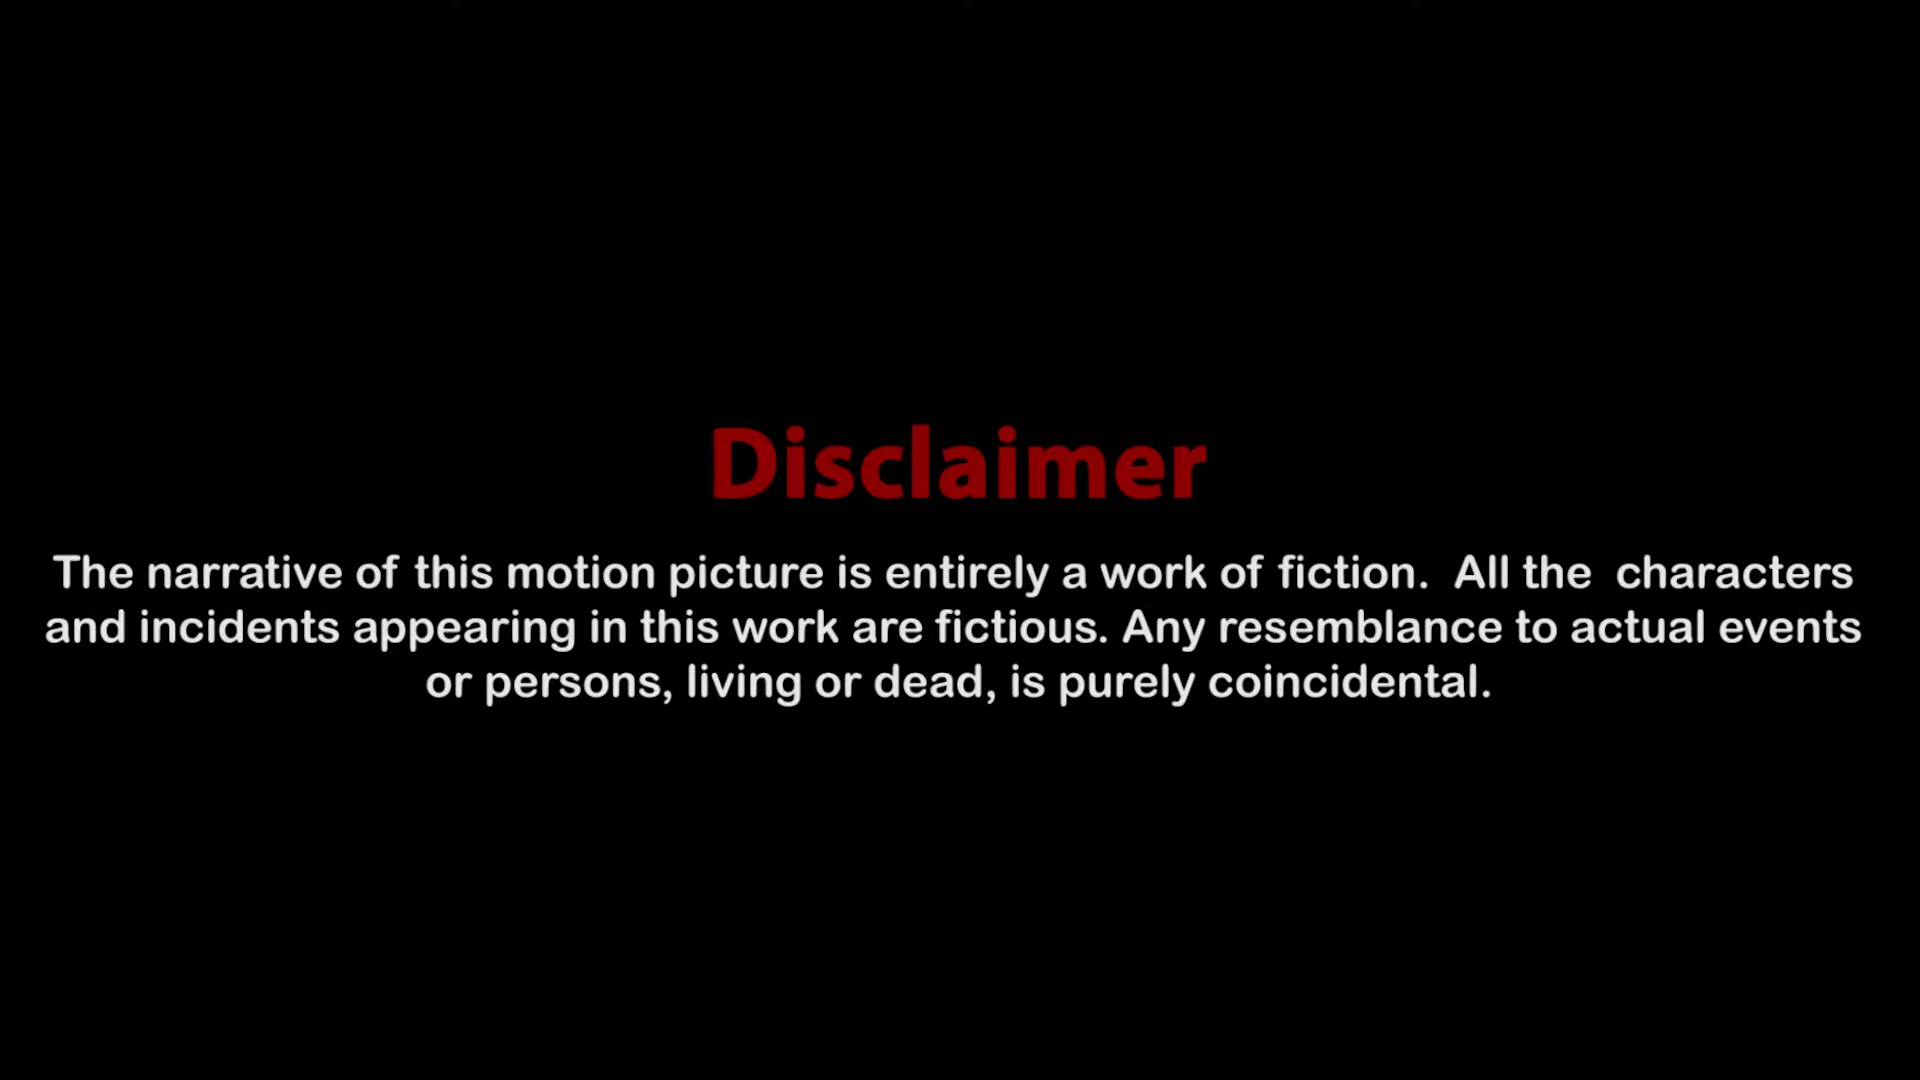 Disclaimer
The narrative of this motion picture is entirely a work of fiction.  All the  characters
and incidents appearing in this work are fictious. Any resemblance to actual events
or persons, living or dead, is purely coincidental.